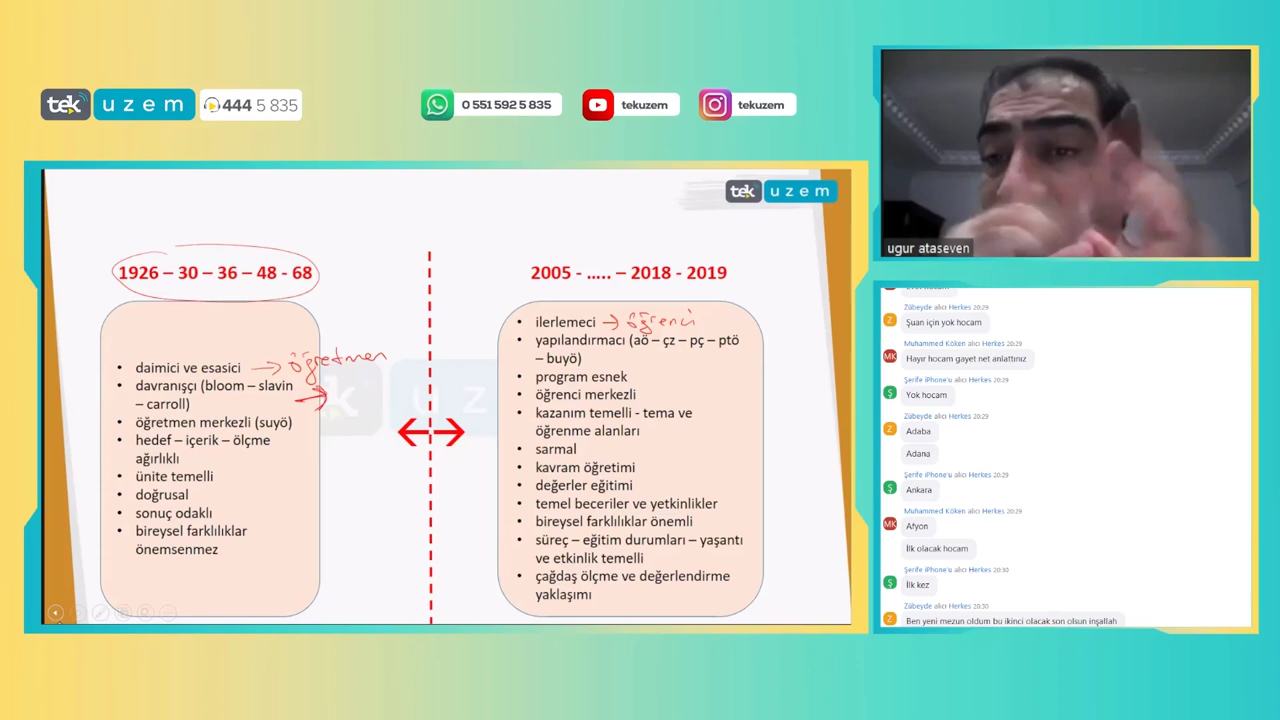 tek uzem 444 5 835
0 551 592 5 835
tekuzem
tekuzem
tek uzem
1926 – 30 – 36 – 48 - 68
• daimici ve esasici → öğretmen
• davranışçı (bloom – slavin
– carroll)
• öğretmen merkezli (suyö)
• hedef – içerik – ölçme
ağırlıklı
• ünite temelli
• doğrusal
• sonuç odaklı
• bireysel farklılıklar
önemsenmez
2005 - ..... – 2018 - 2019
• ilerlemeci → öğrenci
• yapılandırmacı (aö – çz – pç – ptö
– buyö)
• program esnek
• öğrenci merkezli
• kazanım temelli - tema ve
öğrenme alanları
• sarmal
• kavram öğretimi
• değerler eğitimi
• temel beceriler ve yetkinlikler
• bireysel farklılıklar önemli
• süreç – eğitim durumları – yaşantı
ve etkinlik temelli
• çağdaş ölçme ve değerlendirme
yaklaşımı
ugur ataseven
Zübeyde alıcı Herkes 20:29
Z
Şuan için yok hocam
Muhammed Köken alıcı Herkes 20:29
MK
Hayır hocam gayet net anlattınız
Şerife iPhone'u alıcı Herkes 20:29
Ş
Yok hocam
Zübeyde alıcı Herkes 20:29
Z
Adaba
Adana
Şerife iPhone'u alıcı Herkes 20:29
Ş
Ankara
Muhammed Köken alıcı Herkes 20:29
MK
Afyon
İlk olacak hocam
Şerife iPhone'u alıcı Herkes 20:30
Ş
İlk kez
Zübeyde alıcı Herkes 20:30
Z
Ben yeni mezun oldum bu ikinci olacak son olsun inşallah